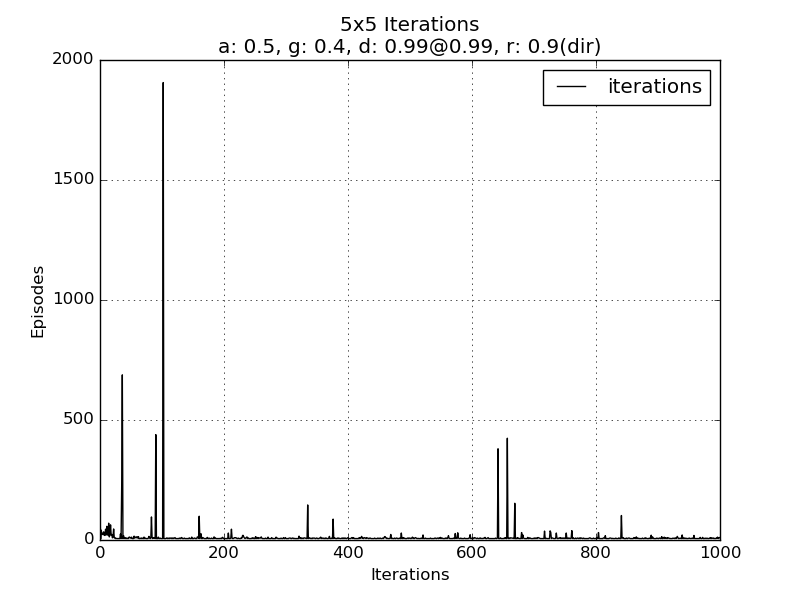 5x5 Iterations
a: 0.5, g: 0.4, d: 0.99@0.99, r: 0.9(dir)
2000
iterations
1500
Episodes
1000
500
0
0 200 400 600 800 1000
Iterations